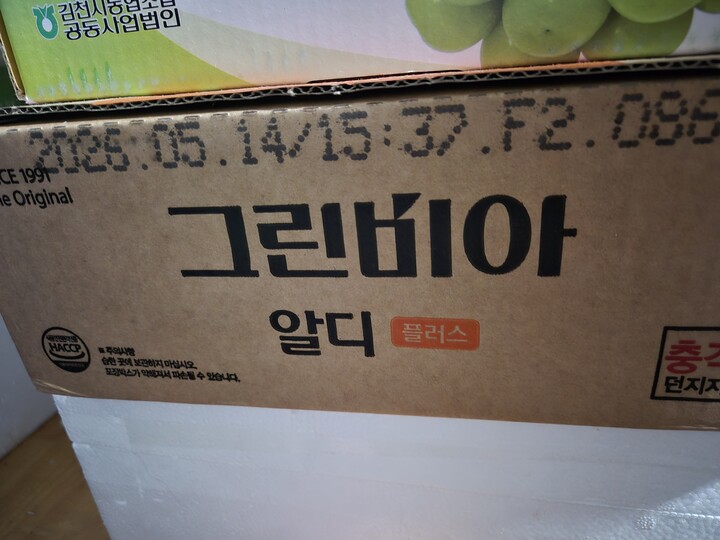 김천시농업조합
공동사업법인
2026.05.14/15:37.F2.086
CE 1991
he Original
그린비아
알디 플러스
HACCP
※ 주의사항
습한 곳에 보관하지 마십시오.
포장박스가 약해져서 파손될 수 있습니다.
충격
던지지